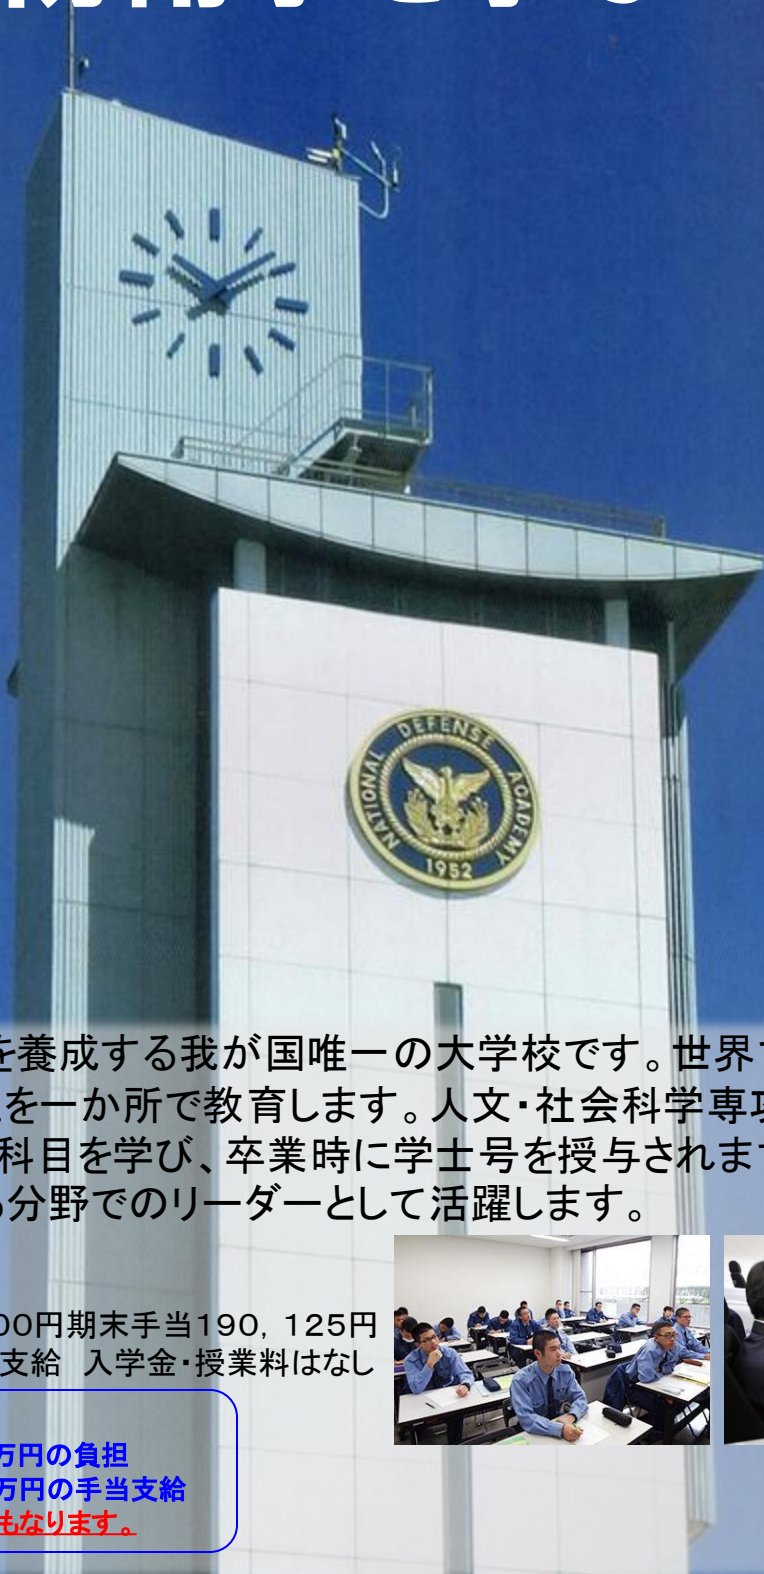 NATIONAL DEFENSE ACADEMY
1952
を養成する我が国唯一の大学校です。世界
を一か所で教育します。人文・社会科学専
科目を学び、卒業時に学士号を授与されま
分野でのリーダーとして活躍します。
00円期末手当190, 125円
支給　入学金・授業料はなし
万円の負担
万円の手当支給
もなります。